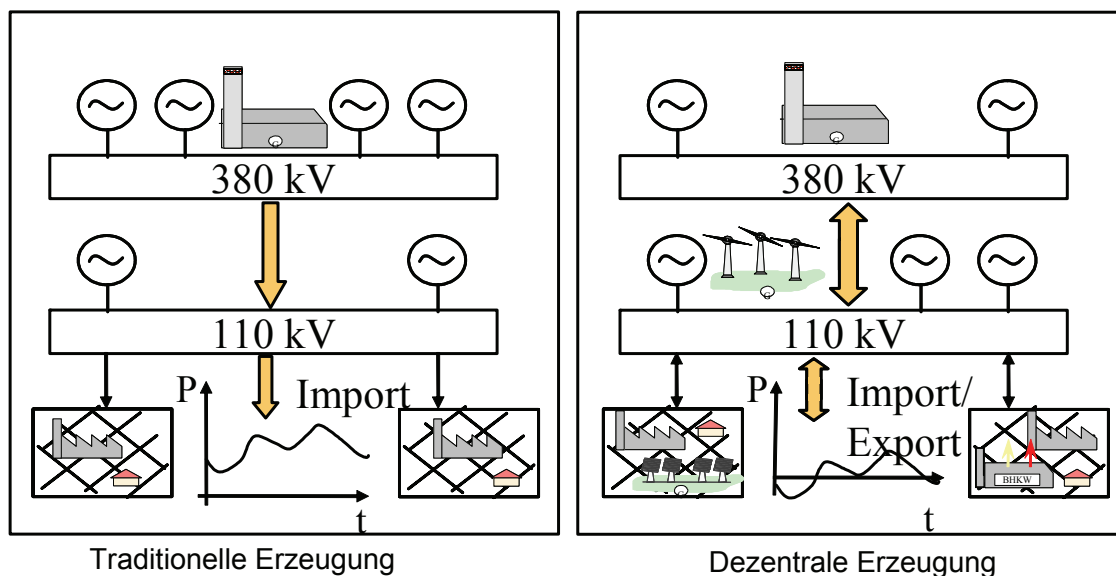 380 kV
110 kV
P
Import
t
Traditionelle Erzeugung
380 kV
G
110 kV
P
Import/
Export
G
BHKW
t
Dezentrale Erzeugung